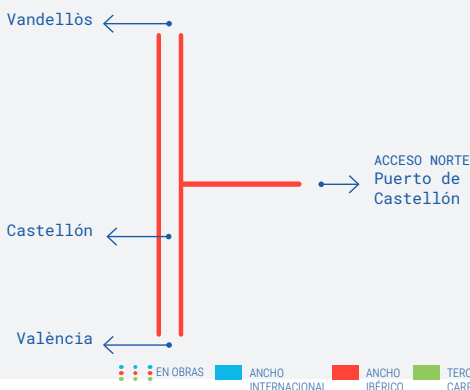 Vandellòs
ACCESO NORTE
Puerto de
Castellón
Castellón
València
EN OBRAS
ANCHO
INTERNACIONAL
ANCHO
IBÉRICO